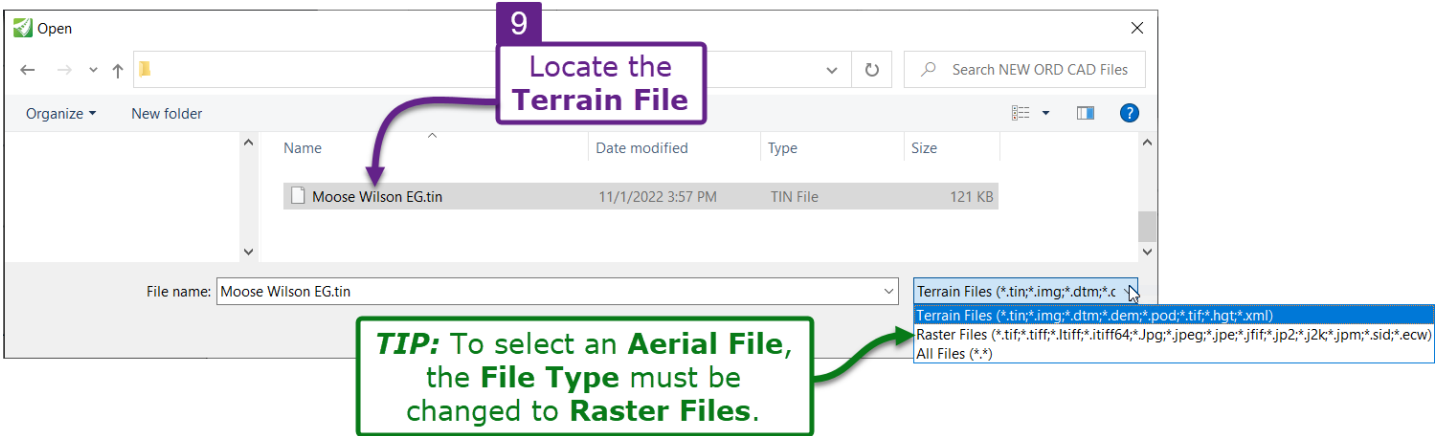 Open
9
Locate the
Terrain File
Search NEW ORD CAD Files
Organize
New folder
?
Name
Date modified
Type
Size
Moose Wilson EG.tin
11/1/2022 3:57 PM
TIN File
121 KB
File name:
Moose Wilson EG.tin
Terrain Files (*.tin;*.img;*.dtm;*.c
Terrain Files (*.tin;*.img;*.dtm;*.dem;*.pod;*.tif;*.hgt;*.xml)
Raster Files (*.tif;*.tiff;*.ltiff;*.itiff64;*.Jpg;*.jpeg;*.jpe;*.jfif;*.jp2;*.j2k;*.jpm;*.sid;*.ecw)
All Files (*.*)
TIP: To select an Aerial File,
the File Type must be
changed to Raster Files.